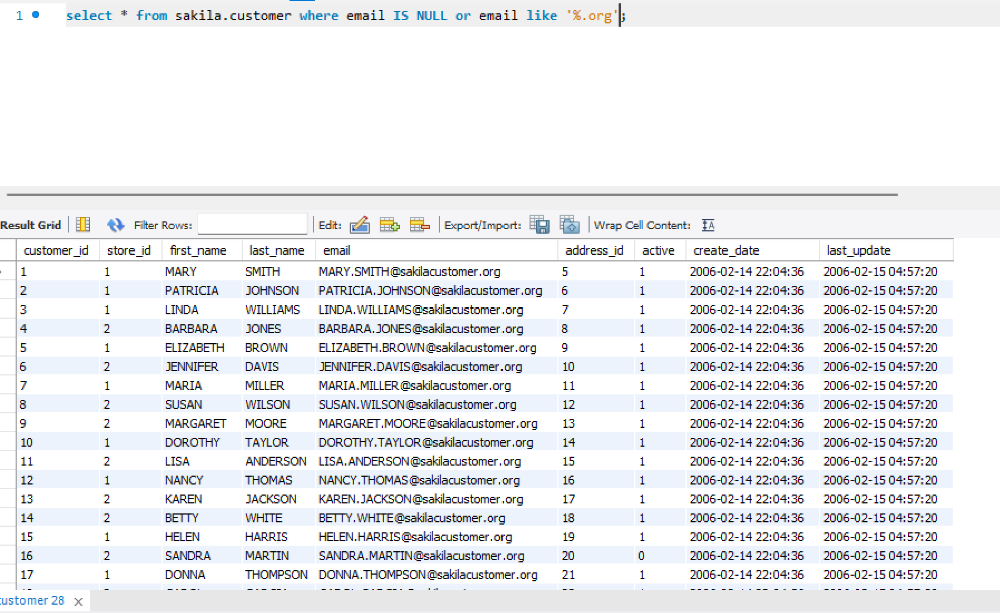 1 select * from sakila.customer where email IS NULL or email like '%.org';
Result Grid Filter Rows: Edit: Export/Import: Wrap Cell Content:
customer_id store_id first_name last_name email address_id active create_date last_update
1 1 MARY SMITH MARY.SMITH@sakilacustomer.org 5 1 2006-02-14 22:04:36 2006-02-15 04:57:20
2 1 PATRICIA JOHNSON PATRICIA.JOHNSON@sakilacustomer.org 6 1 2006-02-14 22:04:36 2006-02-15 04:57:20
3 1 LINDA WILLIAMS LINDA.WILLIAMS@sakilacustomer.org 7 1 2006-02-14 22:04:36 2006-02-15 04:57:20
4 2 BARBARA JONES BARBARA.JONES@sakilacustomer.org 8 1 2006-02-14 22:04:36 2006-02-15 04:57:20
5 1 ELIZABETH BROWN ELIZABETH.BROWN@sakilacustomer.org 9 1 2006-02-14 22:04:36 2006-02-15 04:57:20
6 2 JENNIFER DAVIS JENNIFER.DAVIS@sakilacustomer.org 10 1 2006-02-14 22:04:36 2006-02-15 04:57:20
7 1 MARIA MILLER MARIA.MILLER@sakilacustomer.org 11 1 2006-02-14 22:04:36 2006-02-15 04:57:20
8 2 SUSAN WILSON SUSAN.WILSON@sakilacustomer.org 12 1 2006-02-14 22:04:36 2006-02-15 04:57:20
9 2 MARGARET MOORE MARGARET.MOORE@sakilacustomer.org 13 1 2006-02-14 22:04:36 2006-02-15 04:57:20
10 1 DOROTHY TAYLOR DOROTHY.TAYLOR@sakilacustomer.org 14 1 2006-02-14 22:04:36 2006-02-15 04:57:20
11 2 LISA ANDERSON LISA.ANDERSON@sakilacustomer.org 15 1 2006-02-14 22:04:36 2006-02-15 04:57:20
12 1 NANCY THOMAS NANCY.THOMAS@sakilacustomer.org 16 1 2006-02-14 22:04:36 2006-02-15 04:57:20
13 2 KAREN JACKSON KAREN.JACKSON@sakilacustomer.org 17 1 2006-02-14 22:04:36 2006-02-15 04:57:20
14 2 BETTY WHITE BETTY.WHITE@sakilacustomer.org 18 1 2006-02-14 22:04:36 2006-02-15 04:57:20
15 1 HELEN HARRIS HELEN.HARRIS@sakilacustomer.org 19 1 2006-02-14 22:04:36 2006-02-15 04:57:20
16 2 SANDRA MARTIN SANDRA.MARTIN@sakilacustomer.org 20 0 2006-02-14 22:04:36 2006-02-15 04:57:20
17 1 DONNA THOMPSON DONNA.THOMPSON@sakilacustomer.org 21 1 2006-02-14 22:04:36 2006-02-15 04:57:20
customer 28